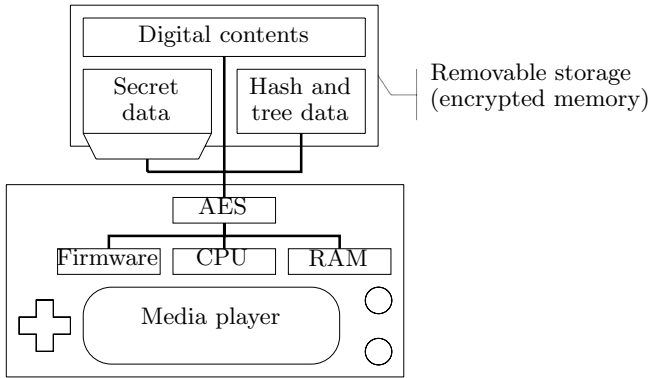 Digital contents
Secret
data
Hash and
tree data
Removable storage
(encrypted memory)
AES
Firmware
CPU
RAM
Media player